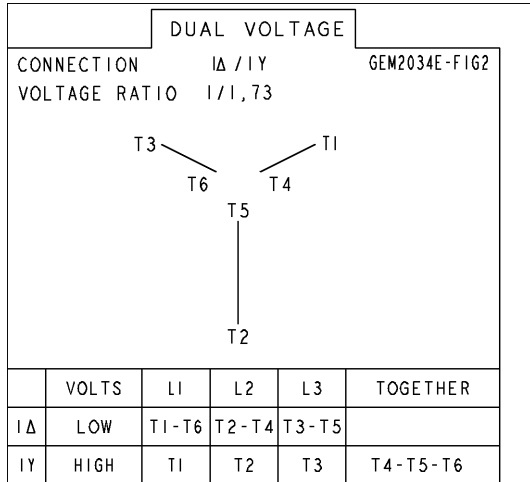 DUAL VOLTAGE
CONNECTION 1Δ/1Y GEM2034E-FIG2
VOLTAGE RATIO 1/1,73
T3 T1
T6 T4
T5
T2
VOLTS L1 L2 L3 TOGETHER
1Δ LOW T1-T6 T2-T4 T3-T5
1Y HIGH T1 T2 T3 T4-T5-T6